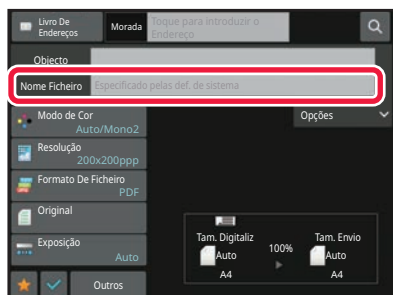 Livro De
Endereços
Morada
Toque para introduzir o
Endereço
Objecto
Nome Ficheiro
Especificado pelas def. de sistema
Modo de Cor
Auto/Mono2
Opções
Resolução
200x200ppp
Formato De Ficheiro
PDF
Original
Exposição
Auto
Tam. Digitaliz
100%
Tam. Envio
Auto
Auto
A4
A4
Outros